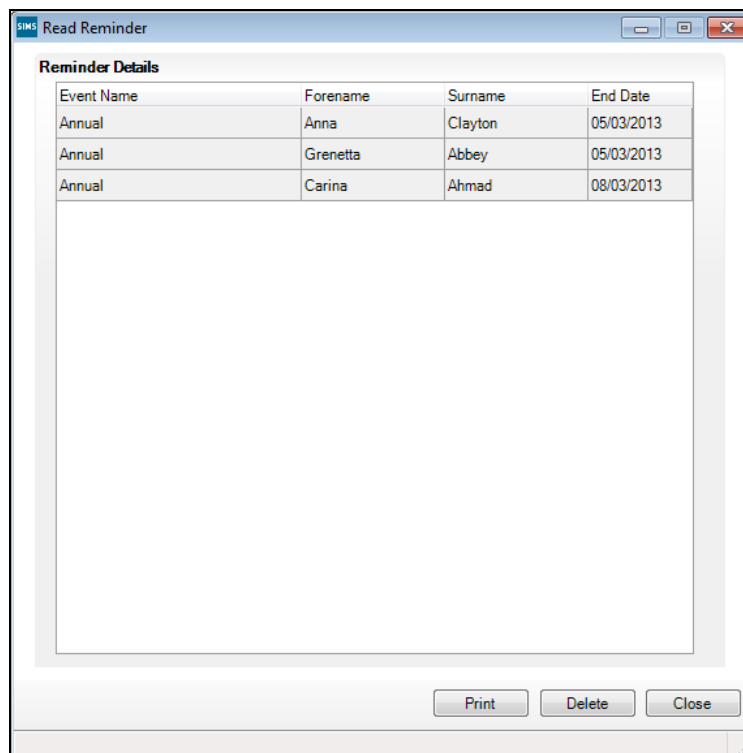 SIMS Read Reminder
Reminder Details
Event Name Forename Surname End Date
Annual Anna Clayton 05/03/2013
Annual Grenetta Abbey 05/03/2013
Annual Carina Ahmad 08/03/2013
Print Delete Close